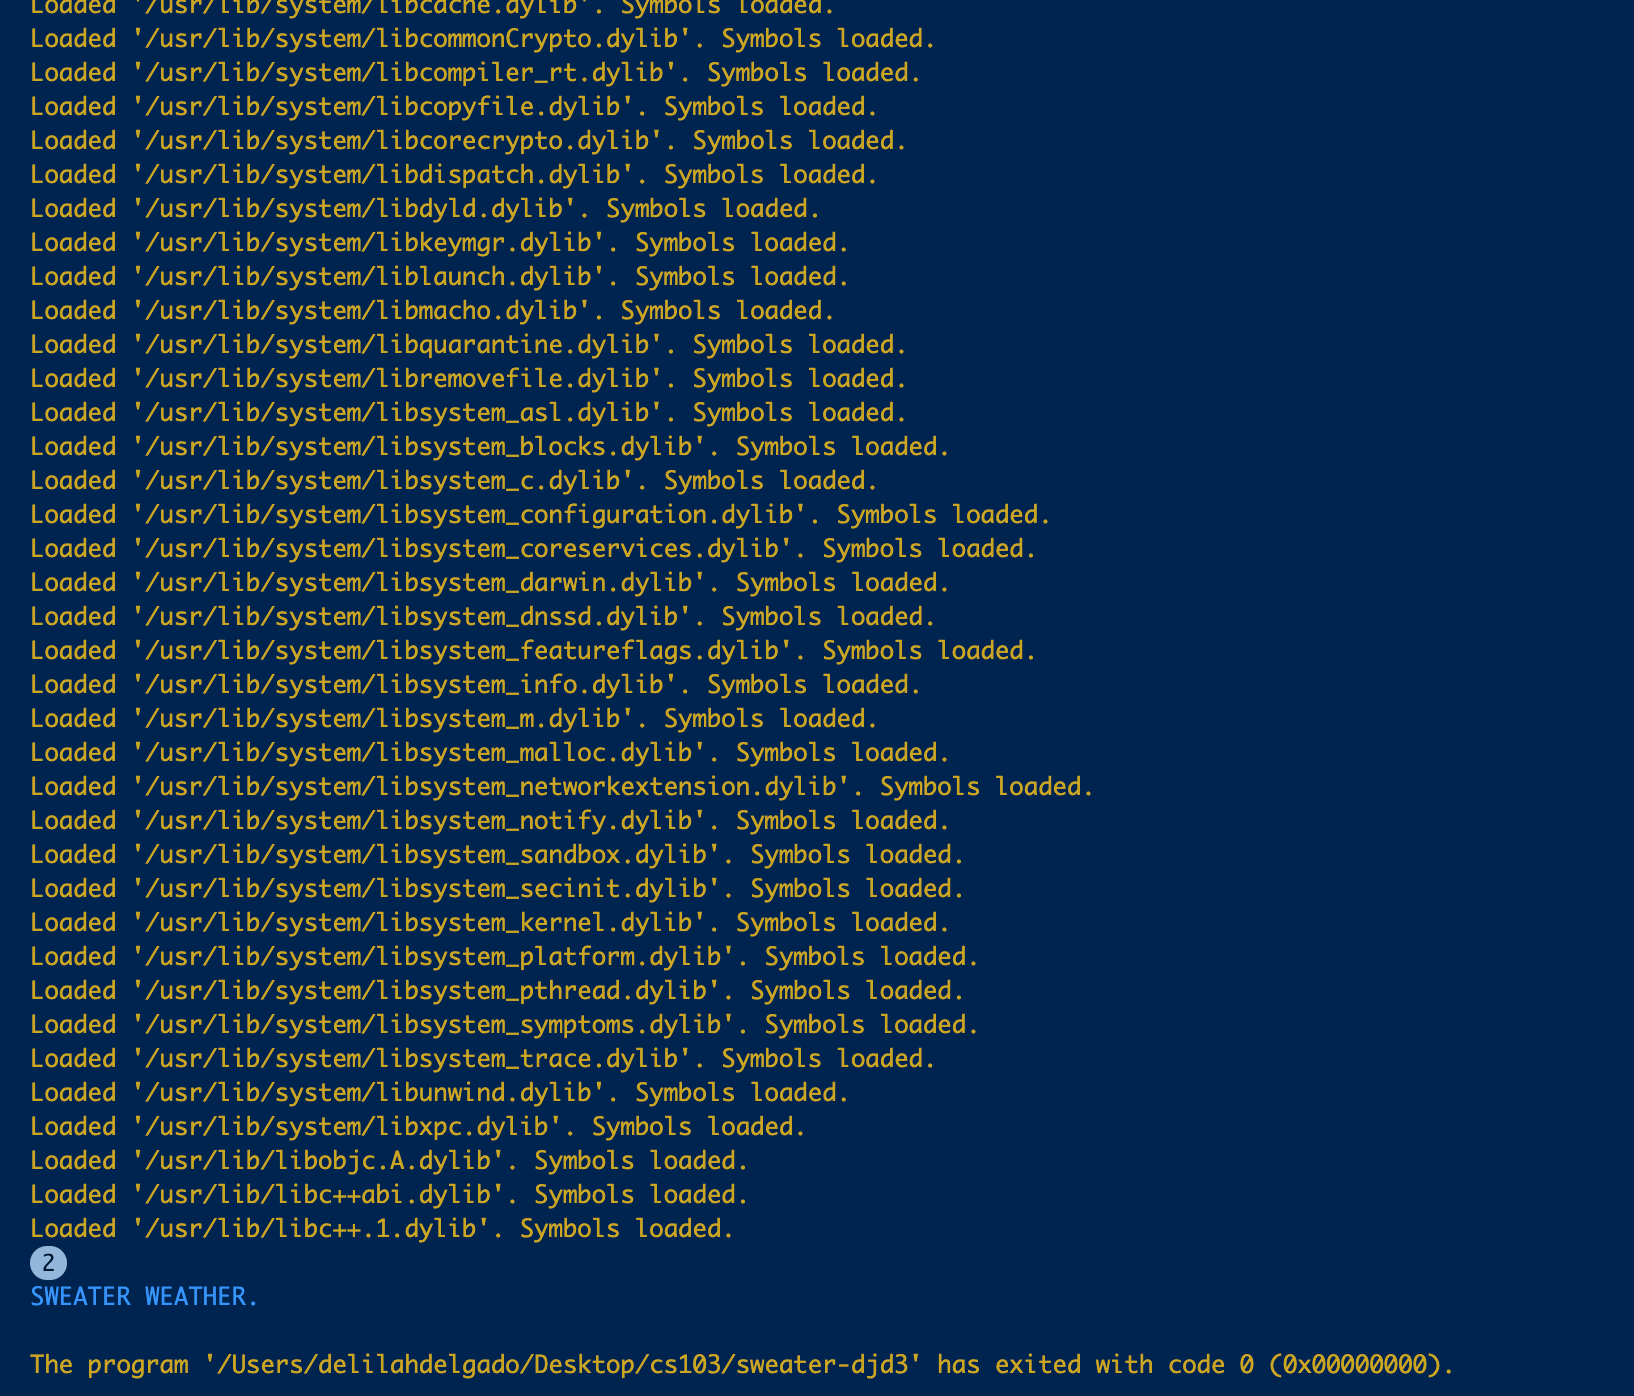 Loaded '/usr/lib/system/libcache.dylib'. Symbols loaded.
Loaded '/usr/lib/system/libcommonCrypto.dylib'. Symbols loaded.
Loaded '/usr/lib/system/libcompiler_rt.dylib'. Symbols loaded.
Loaded '/usr/lib/system/libcopyfile.dylib'. Symbols loaded.
Loaded '/usr/lib/system/libcorecrypto.dylib'. Symbols loaded.
Loaded '/usr/lib/system/libdispatch.dylib'. Symbols loaded.
Loaded '/usr/lib/system/libdyld.dylib'. Symbols loaded.
Loaded '/usr/lib/system/libkeymgr.dylib'. Symbols loaded.
Loaded '/usr/lib/system/liblaunch.dylib'. Symbols loaded.
Loaded '/usr/lib/system/libmacho.dylib'. Symbols loaded.
Loaded '/usr/lib/system/libquarantine.dylib'. Symbols loaded.
Loaded '/usr/lib/system/libremovefile.dylib'. Symbols loaded.
Loaded '/usr/lib/system/libsystem_asl.dylib'. Symbols loaded.
Loaded '/usr/lib/system/libsystem_blocks.dylib'. Symbols loaded.
Loaded '/usr/lib/system/libsystem_c.dylib'. Symbols loaded.
Loaded '/usr/lib/system/libsystem_configuration.dylib'. Symbols loaded.
Loaded '/usr/lib/system/libsystem_coreservices.dylib'. Symbols loaded.
Loaded '/usr/lib/system/libsystem_darwin.dylib'. Symbols loaded.
Loaded '/usr/lib/system/libsystem_dnssd.dylib'. Symbols loaded.
Loaded '/usr/lib/system/libsystem_featureflags.dylib'. Symbols loaded.
Loaded '/usr/lib/system/libsystem_info.dylib'. Symbols loaded.
Loaded '/usr/lib/system/libsystem_m.dylib'. Symbols loaded.
Loaded '/usr/lib/system/libsystem_malloc.dylib'. Symbols loaded.
Loaded '/usr/lib/system/libsystem_networkextension.dylib'. Symbols loaded.
Loaded '/usr/lib/system/libsystem_notify.dylib'. Symbols loaded.
Loaded '/usr/lib/system/libsystem_sandbox.dylib'. Symbols loaded.
Loaded '/usr/lib/system/libsystem_secinit.dylib'. Symbols loaded.
Loaded '/usr/lib/system/libsystem_kernel.dylib'. Symbols loaded.
Loaded '/usr/lib/system/libsystem_platform.dylib'. Symbols loaded.
Loaded '/usr/lib/system/libsystem_pthread.dylib'. Symbols loaded.
Loaded '/usr/lib/system/libsystem_symptoms.dylib'. Symbols loaded.
Loaded '/usr/lib/system/libsystem_trace.dylib'. Symbols loaded.
Loaded '/usr/lib/system/libunwind.dylib'. Symbols loaded.
Loaded '/usr/lib/system/libxpc.dylib'. Symbols loaded.
Loaded '/usr/lib/libobjc.A.dylib'. Symbols loaded.
Loaded '/usr/lib/libc++abi.dylib'. Symbols loaded.
Loaded '/usr/lib/libc++.1.dylib'. Symbols loaded.
2
SWEATER WEATHER.
The program '/Users/delilahdelgado/Desktop/cs103/sweater-djd3' has exited with code 0 (0x00000000).